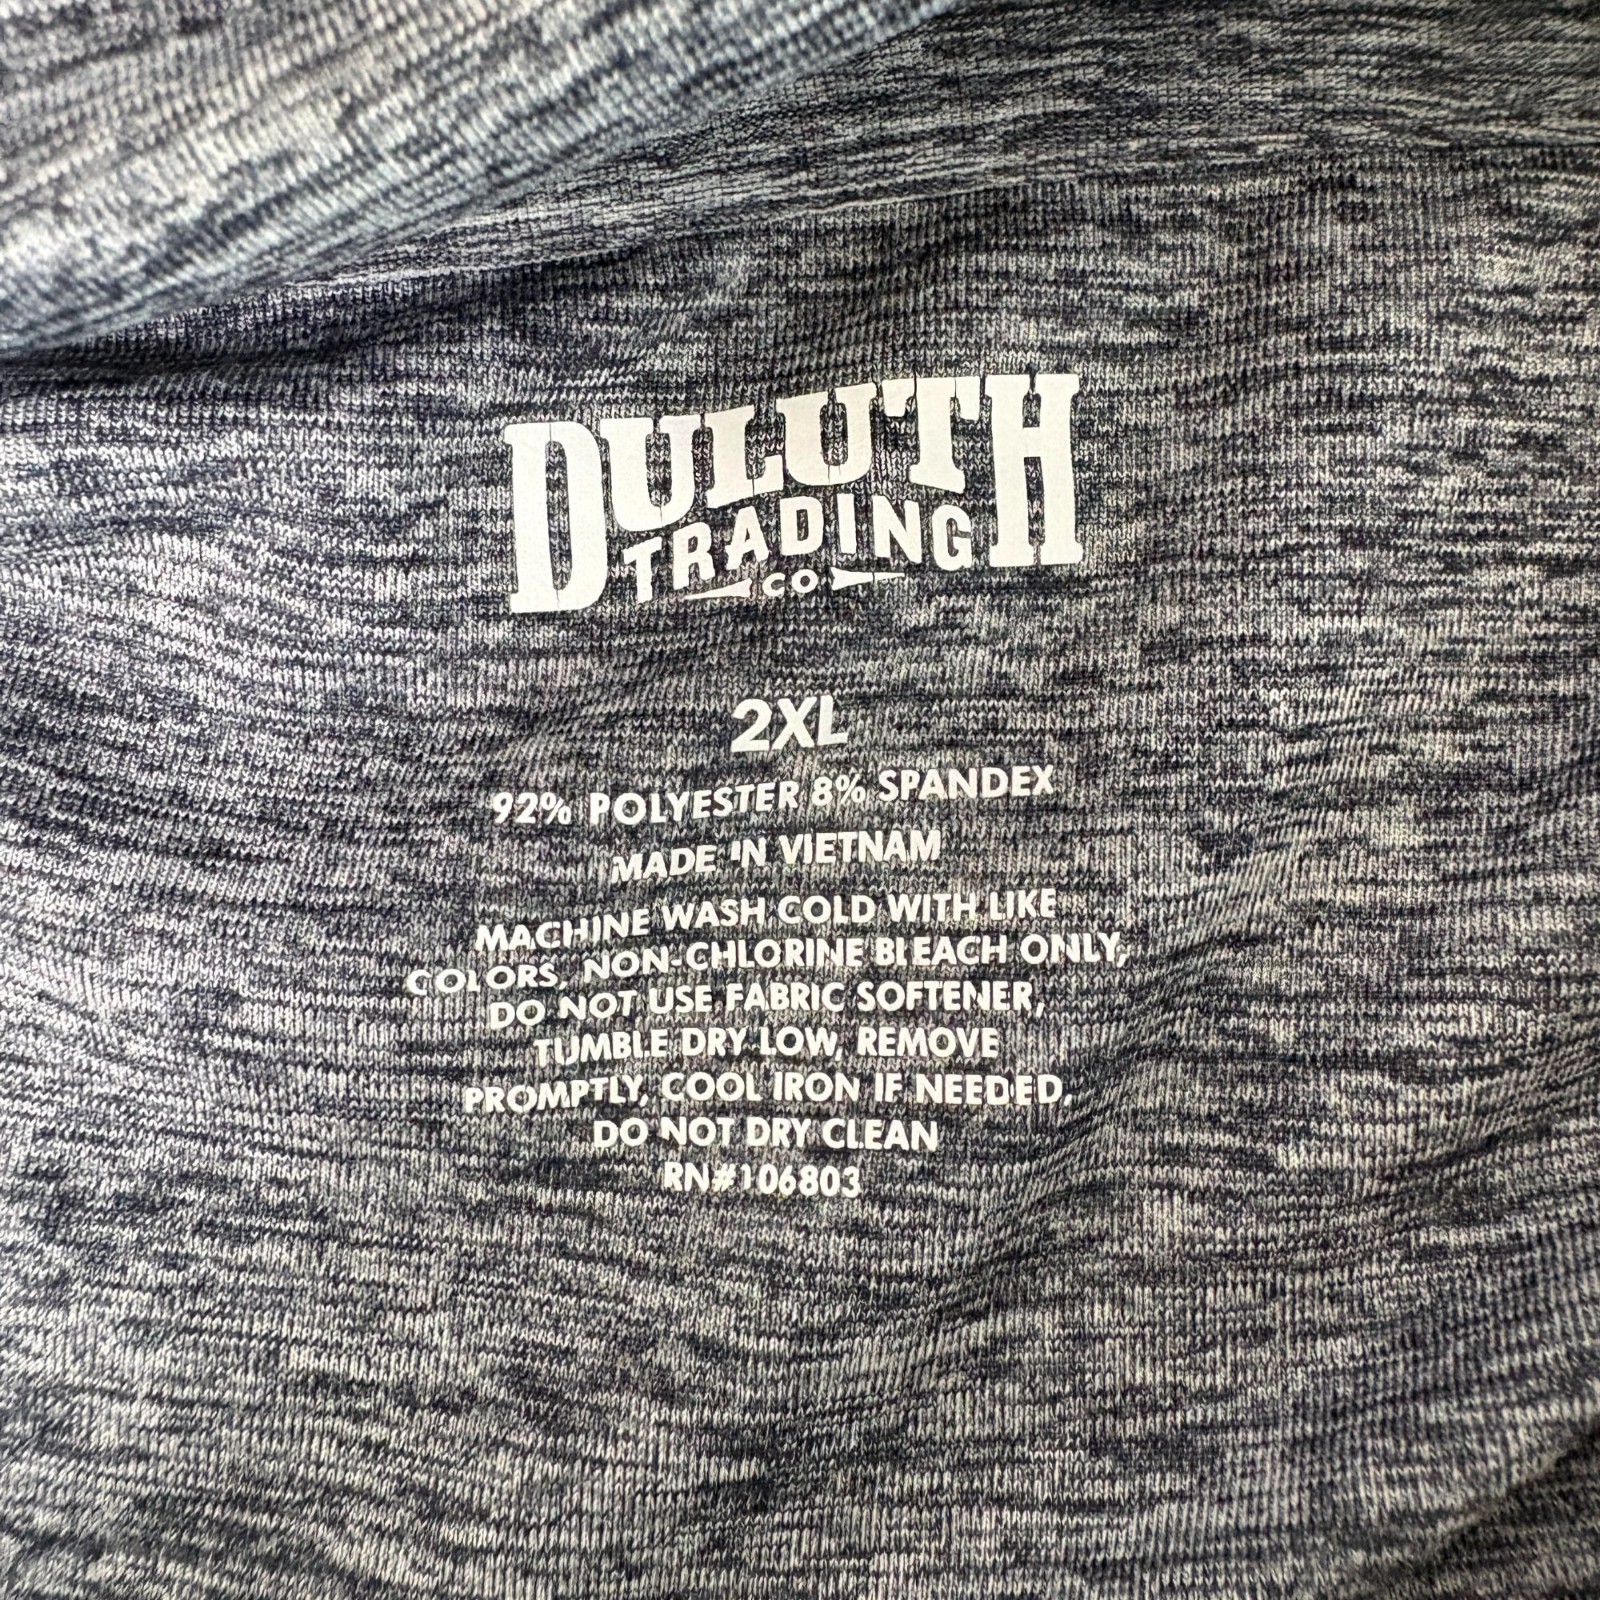 DULUTH
TRADING
CO
2XL
92% POLYESTER 8% SPANDEX
MADE IN VIETNAM
MACHINE WASH COLD WITH LIKE
COLORS, NON-CHLORINE BLEACH ONLY,
DO NOT USE FABRIC SOFTENER,
TUMBLE DRY LOW, REMOVE
PROMPTLY, COOL IRON IF NEEDED,
DO NOT DRY CLEAN
RN#106803